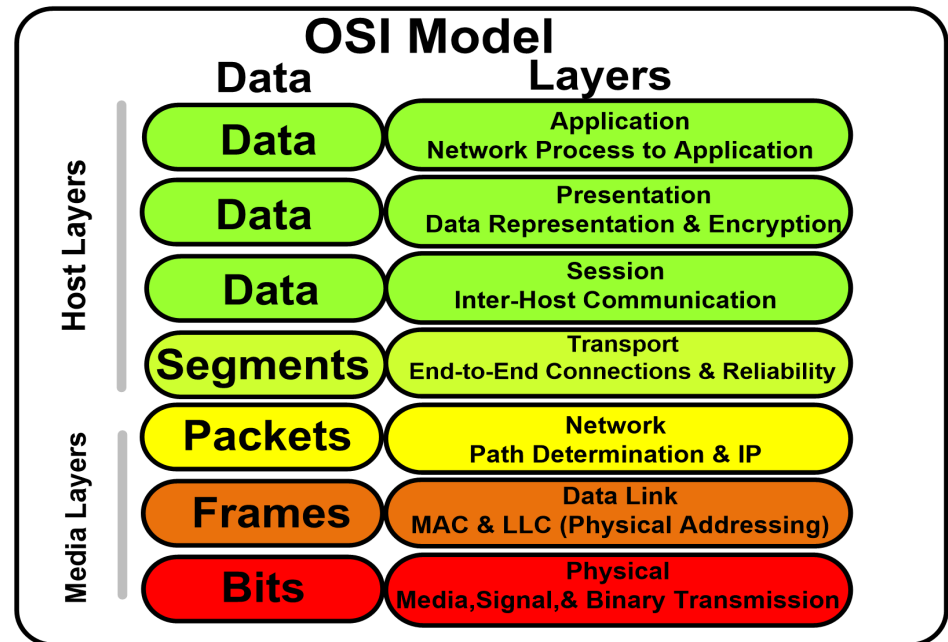 OSI Model
Data
Layers
Host Layers
Data
Application
Network Process to Application
Data
Presentation
Data Representation & Encryption
Data
Session
Inter-Host Communication
Segments
Transport
End-to-End Connections & Reliability
Media Layers
Packets
Network
Path Determination & IP
Frames
Data Link
MAC & LLC (Physical Addressing)
Bits
Physical
Media,Signal,& Binary Transmission